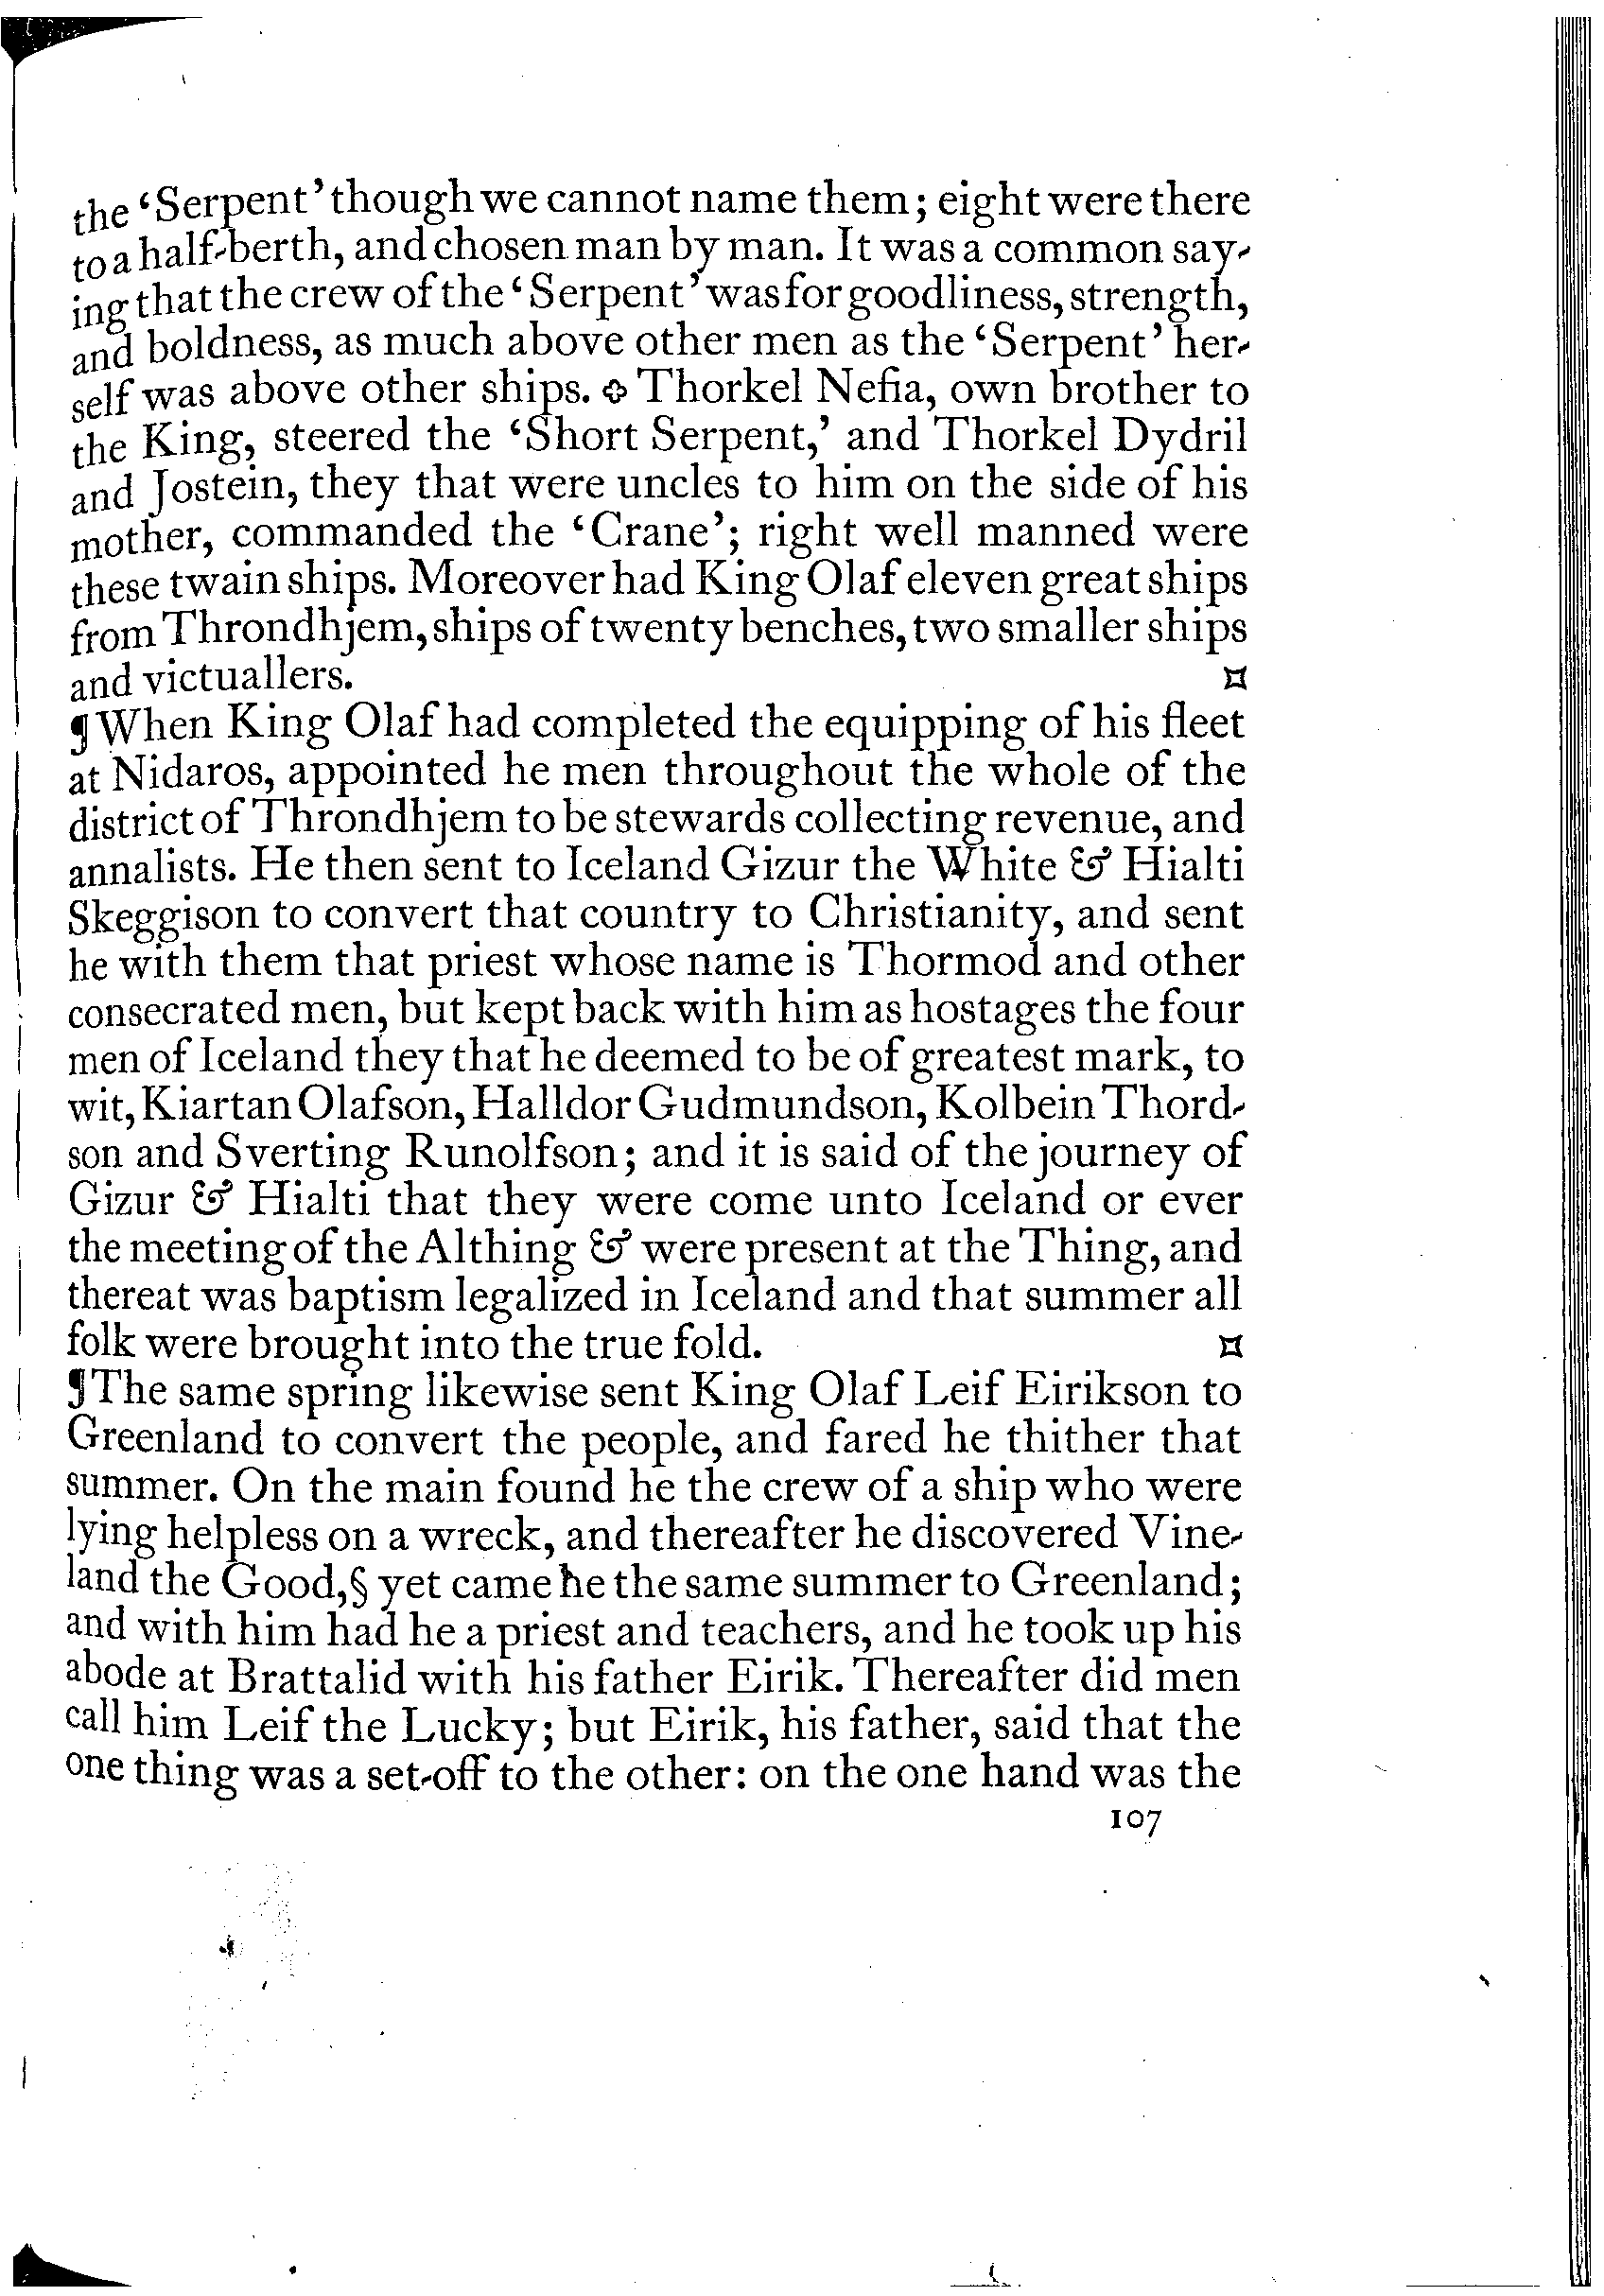 the ‘Serpent’ though we cannot name them; eight were there
to a half-berth, and chosen man by man. It was a common say-
ing that the crew of the ‘Serpent’ was for goodliness, strength,
and boldness, as much above other men as the ‘Serpent’ her-
self was above other ships. ✥ Thorkel Nefia, own brother to
the King, steered the ‘Short Serpent,’ and Thorkel Dydril
and Jostein, they that were uncles to him on the side of his
mother, commanded the ‘Crane’; right well manned were
these twain ships. Moreover had King Olaf eleven great ships
from Throndhjem, ships of twenty benches, two smaller ships
and victuallers. ¤
¶ When King Olaf had completed the equipping of his fleet
at Nidaros, appointed he men throughout the whole of the
district of Throndhjem to be stewards collecting revenue, and
annalists. He then sent to Iceland Gizur the White & Hialti
Skeggison to convert that country to Christianity, and sent
he with them that priest whose name is Thormod and other
consecrated men, but kept back with him as hostages the four
men of Iceland they that he deemed to be of greatest mark, to
wit, Kiartan Olafson, Halldor Gudmundson, Kolbein Thord-
son and Sverting Runolfson; and it is said of the journey of
Gizur & Hialti that they were come unto Iceland or ever
the meeting of the Althing & were present at the Thing, and
thereat was baptism legalized in Iceland and that summer all
folk were brought into the true fold. ¤
¶ The same spring likewise sent King Olaf Leif Eirikson to
Greenland to convert the people, and fared he thither that
summer. On the main found he the crew of a ship who were
lying helpless on a wreck, and thereafter he discovered Vine-
land the Good,§ yet came he the same summer to Greenland;
and with him had he a priest and teachers, and he took up his
abode at Brattalid with his father Eirik. Thereafter did men
call him Leif the Lucky; but Eirik, his father, said that the
one thing was a set-off to the other: on the one hand was the
107